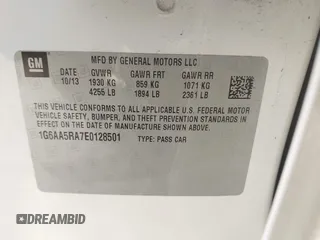 GM
MFD BY GENERAL MOTORS LLC
10/13 GVWR GAWR FRT GAWR RR
1930 KG 859 KG 1071 KG
4255 LB 1894 LB 2361 LB
THIS VEHICLE CONFORMS TO ALL APPLICABLE U.S. FEDERAL MOTOR
VEHICLE SAFETY, BUMPER, AND THEFT PREVENTION STANDARDS IN
EFFECT ON THE DATE OF MANUFACTURE SHOWN ABOVE.
1G6AA5RA7E0128501 TYPE: PASS CAR
AUTOBIDMASTER